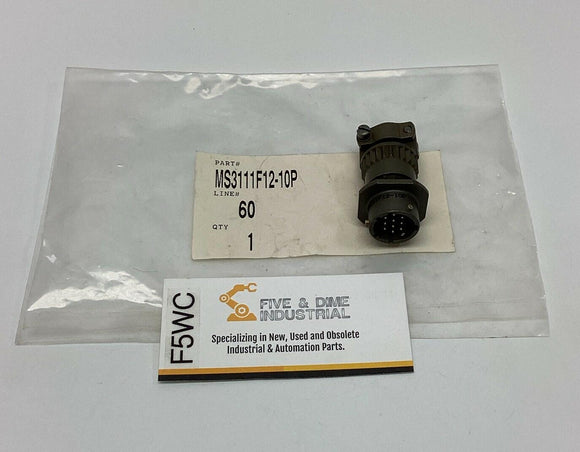 PART#
MS3111F12-10P
LINE#
60
QTY
1
F5WC
FIVE & DIME
INDUSTRIAL
Specializing in New, Used and Obsolete
Industrial & Automation Parts.